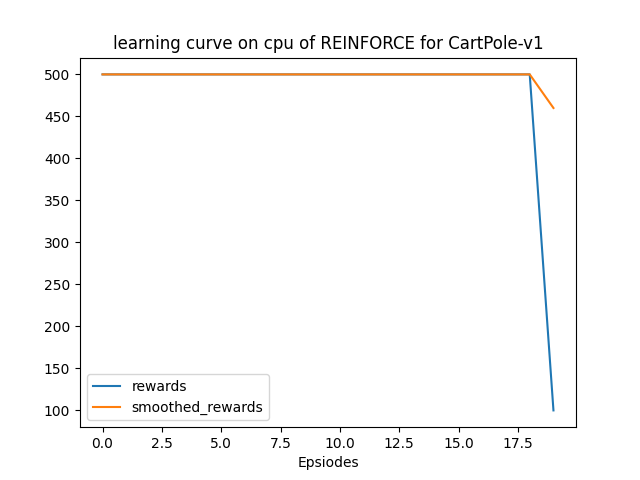 learning curve on cpu of REINFORCE for CartPole-v1
500
450
400
350
300
250
200
150
100
rewards
smoothed_rewards
0.0 2.5 5.0 7.5 10.0 12.5 15.0 17.5
Epsiodes